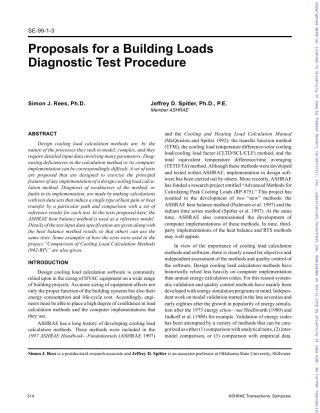 SE-99-1-3
Proposals for a Building Loads
Diagnostic Test Procedure
Simon J. Rees, Ph.D.
Jeffrey D. Spitler, Ph.D., P.E.
Member ASHRAE
ABSTRACT
Design cooling load calculation methods are, by the
nature of the processes they seek to model, complex, and they
require detailed input data involving many parameters. Diag-
nosing deficiencies in the calculation method or its computer
implementation can be correspondingly difficult. A set of tests
are proposed that are designed to exercise the principal
features of any implementation of a design cooling load calcu-
lation method. Diagnoses of weaknesses of the method, or
faults in its implementation, are made by making calculations
with test data sets that induce a single type of heat gain or heat
transfer by a particular path and comparison with a set of
reference results for each test. In the tests proposed here, the
ASHRAE heat balance method is used as a reference model.
Details of the test input data specification are given along with
the heat balance method results so that others can use the
same tests. Some examples of how the tests were used in the
project "Comparison of Cooling Load Calculation Methods
(942-RP)" are also given.
INTRODUCTION
Design cooling load calculation software is commonly
relied upon in the sizing of HVAC equipment on a wide range
of building projects. Accurate sizing of equipment affects not
only the proper function of the building systems but also their
energy consumption and life-cycle cost. Accordingly, engi-
neers must be able to place a high degree of confidence in load
calculation methods and the computer implementations that
they use.
ASHRAE has a long history of developing cooling load
calculation methods. Three methods were included in the
1997 ASHRAE Handbook—Fundamentals (ASHRAE 1997)
and the Cooling and Heating Load Calculation Manual
(McQuiston and Spitler 1992): the transfer function method
(TFM), the cooling load temperature difference/solar cooling
load/cooling load factor (CLTD/SCL/CLF) method, and the
total equivalent temperature difference/time averaging
(TETD/TA) method. Although these methods were developed
and tested within ASHRAE, implementation in design soft-
ware has been carried out by others. More recently, ASHRAE
has funded a research project entitled "Advanced Methods for
Calculating Peak Cooling Loads (RP-875)." This project has
resulted in the development of two "new" methods: the
ASHRAE heat balance method (Pedersen et al. 1997) and the
radiant time series method (Spitler et al. 1997). At the same
time, ASHRAE also commissioned the development of
computer implementations of these methods. In time, third-
party implementations of the heat balance and RTS methods
may well appear.
In view of the importance of cooling load calculation
methods and software, there is clearly a need for objective and
independent assessment of the methods and quality control of
the software. Design cooling load calculation methods have
historically relied less heavily on computer implementation
than annual energy calculation codes. For this reason system-
atic validation and quality control methods have mainly been
developed with energy simulation programs in mind. Indepen-
dent work on model validation started in the late seventies and
early eighties after the growth in popularity of energy simula-
tion after the 1973 energy crisis—see Hoellwarth (1980) and
Judkoff et al. (1980) for example. Validation of energy codes
has been attempted by a variety of methods that can be cate-
gorized as either (1) comparison with analytical tests, (2) inter-
model comparison, or (3) comparison with empirical data.
Simon J. Rees is a postdoctoral research associate and Jeffrey D. Spitler is an associate professor at Oklahoma State University, Stillwater.
514
ASHRAE Transactions: Symposia